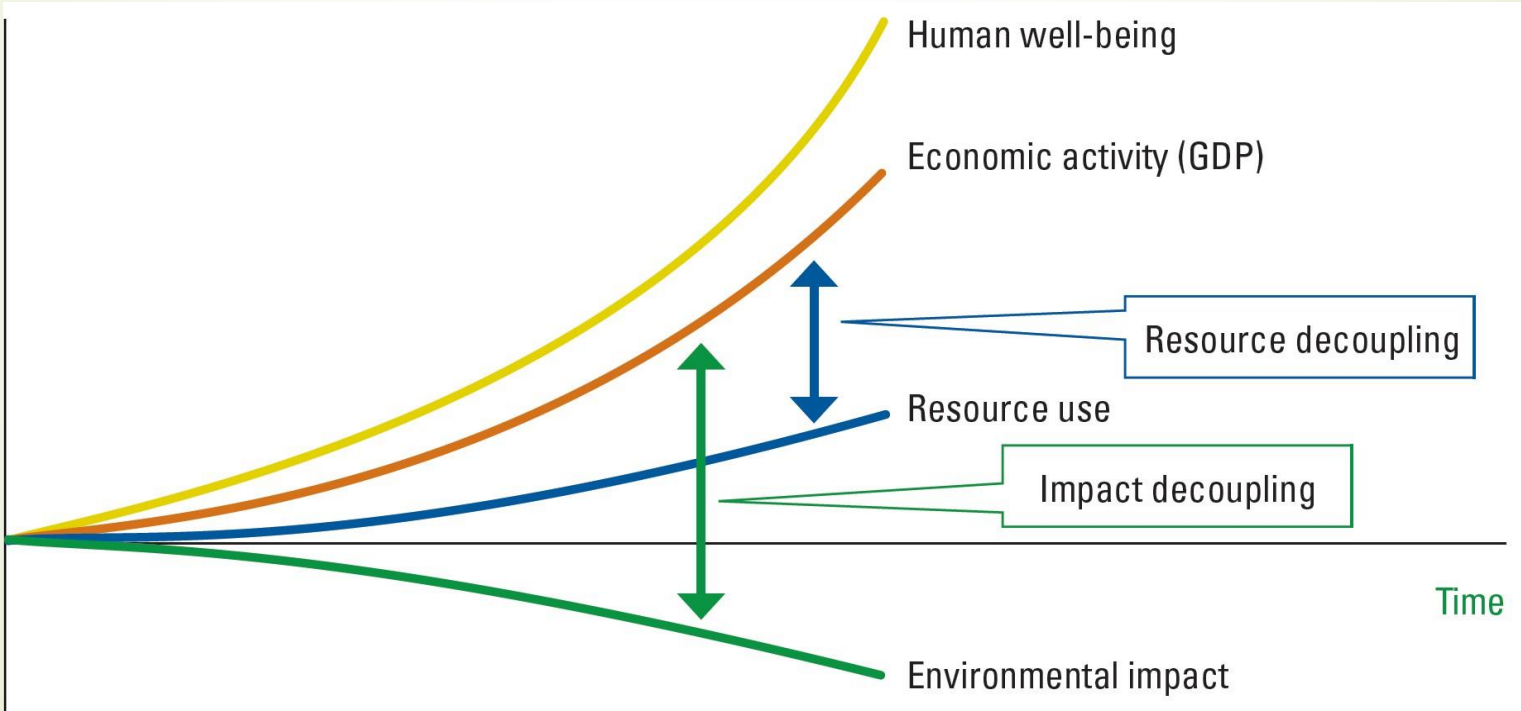 Human well-being
Economic activity (GDP)
Resource decoupling
Resource use
Impact decoupling
Time
Environmental impact